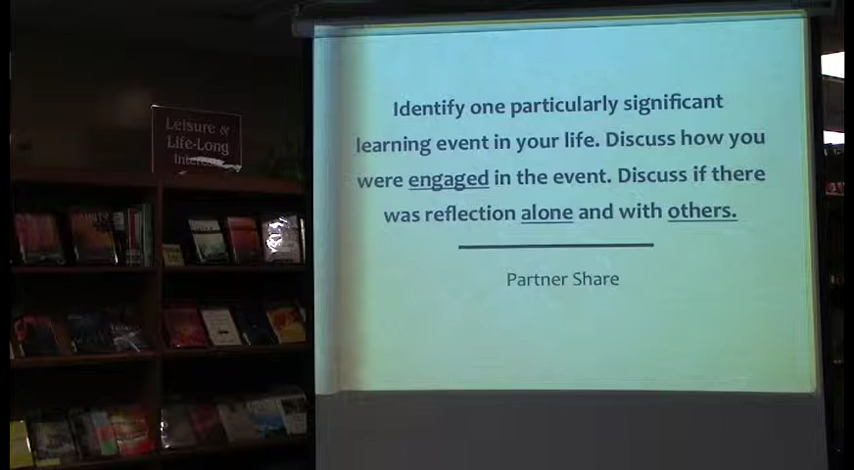 Leisure &
Life-Long
Identify one particularly significant
learning event in your life. Discuss how you
were engaged in the event. Discuss if there
was reflection alone and with others.
Partner Share